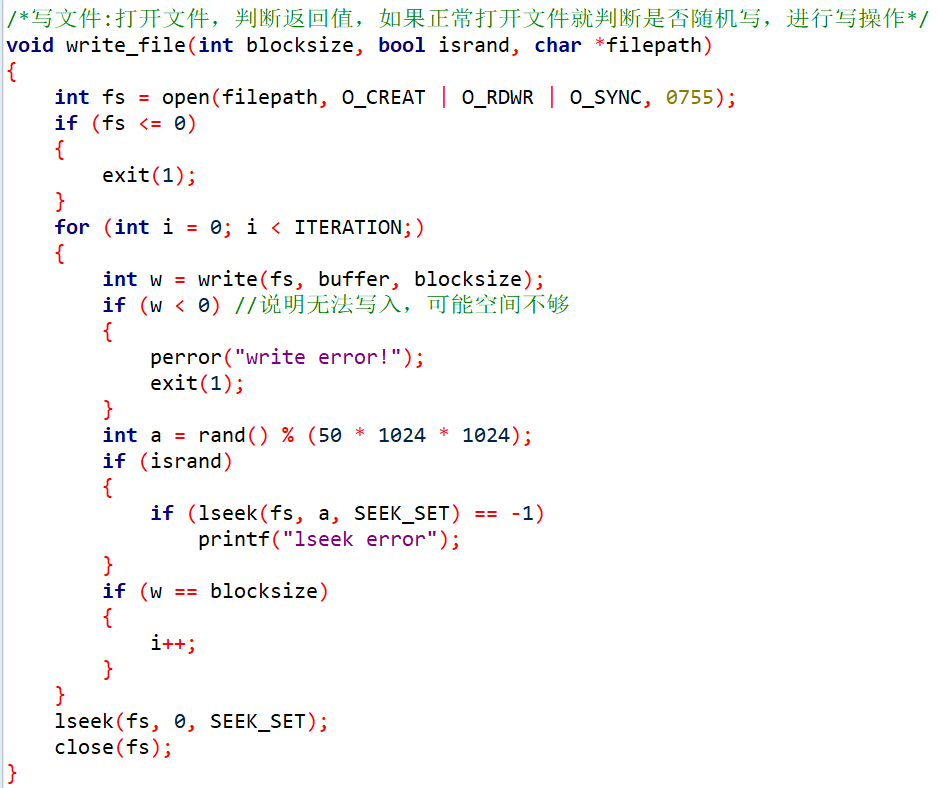 /*写文件:打开文件，判断返回值，如果正常打开文件就判断是否随机写，进行写操作*/
void write_file(int blocksize, bool isrand, char *filepath)
{
    int fs = open(filepath, O_CREAT | O_RDWR | O_SYNC, 0755);
    if (fs <= 0)
    {
        exit(1);
    }
    for (int i = 0; i < ITERATION;)
    {
        int w = write(fs, buffer, blocksize);
        if (w < 0) //说明无法写入，可能空间不够
        {
            perror("write error!");
            exit(1);
        }
        int a = rand() % (50 * 1024 * 1024);
        if (isrand)
        {
            if (lseek(fs, a, SEEK_SET) == -1)
                printf("lseek error");
        }
        if (w == blocksize)
        {
            i++;
        }
    }
    lseek(fs, 0, SEEK_SET);
    close(fs);
}